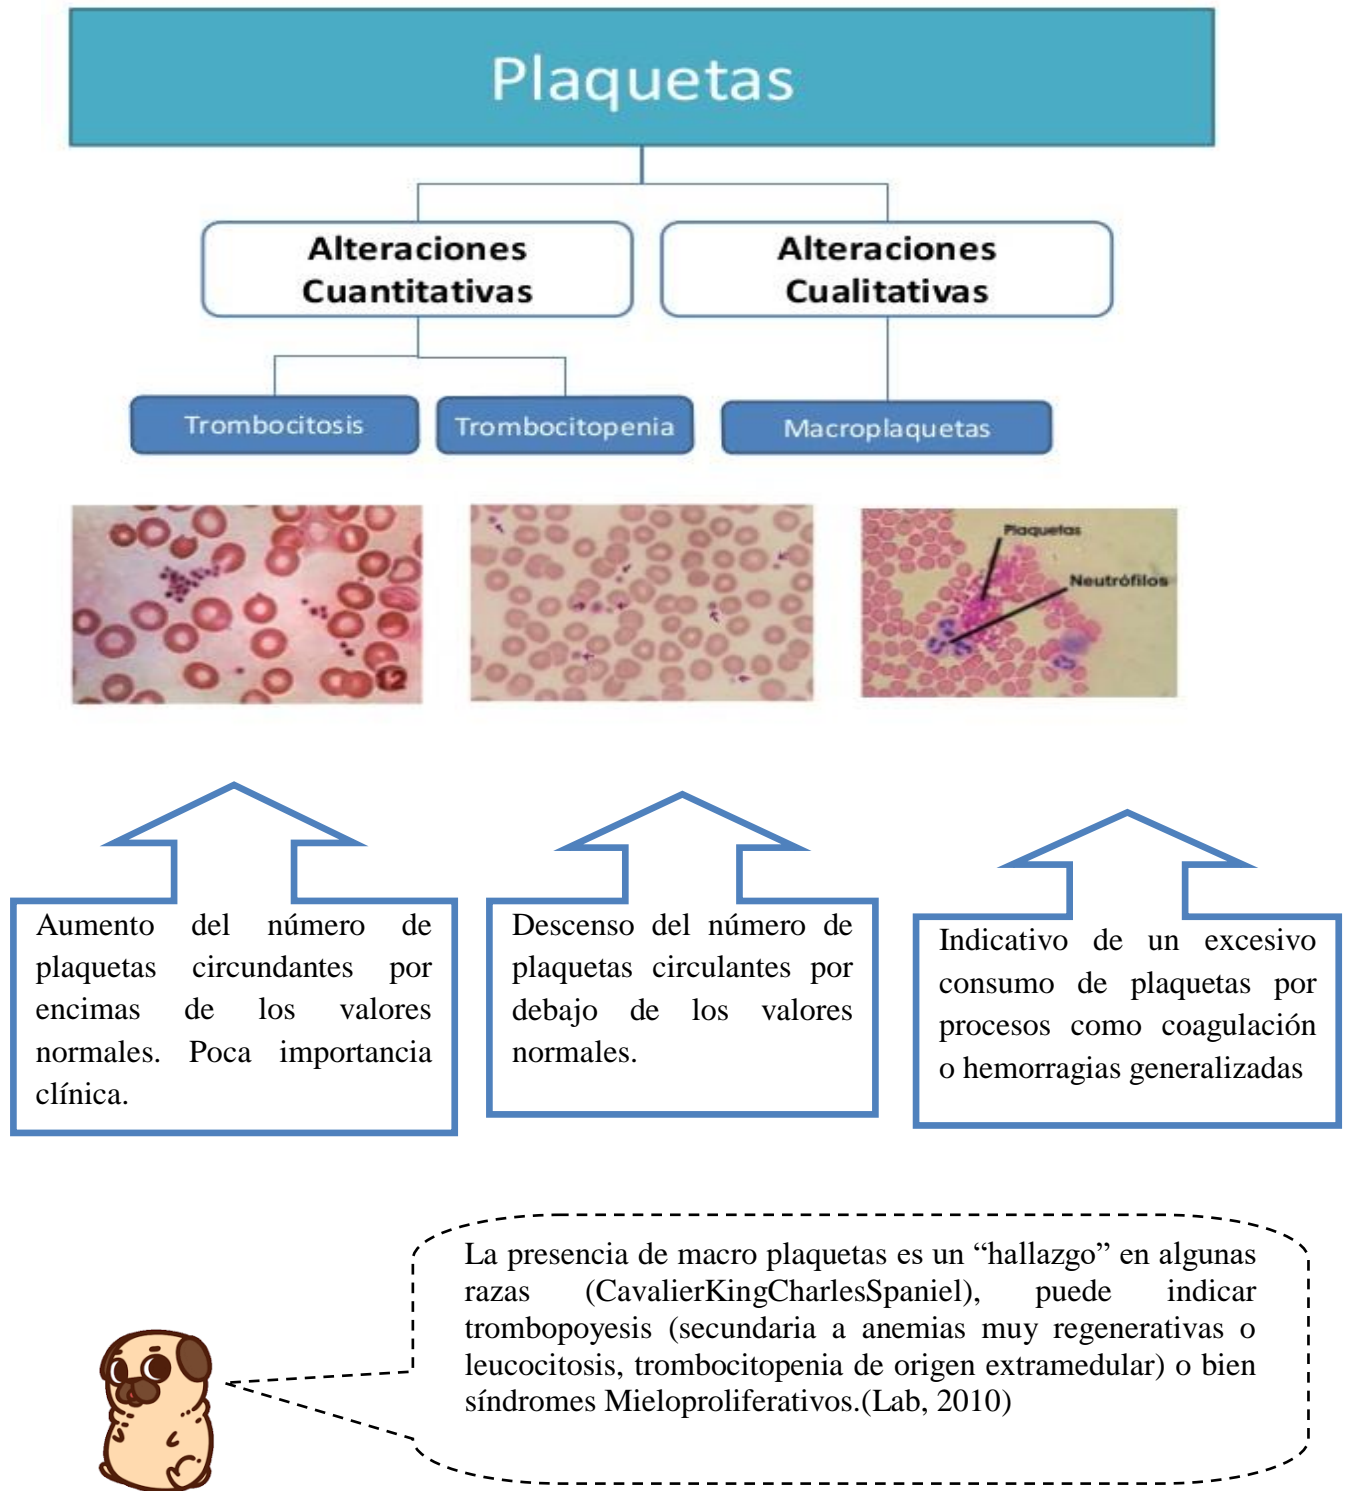 Plaquetas
Alteraciones
Cuantitativas
Alteraciones
Cualitativas
Trombocitosis
Trombocitopenia
Macroplaquetas
12
Plaquetas
Neutrófilos
Aumento del número de
plaquetas circundantes por
encimas de los valores
normales. Poca importancia
clínica.
Descenso del número de
plaquetas circulantes por
debajo de los valores
normales.
Indicativo de un excesivo
consumo de plaquetas por
procesos como coagulación
o hemorragias generalizadas
La presencia de macro plaquetas es un “hallazgo” en algunas
razas (CavalierKingCharlesSpaniel), puede indicar
trombopoyesis (secundaria a anemias muy regenerativas o
leucocitosis, trombocitopenia de origen extramedular) o bien
síndromes Mieloproliferativos.(Lab, 2010)